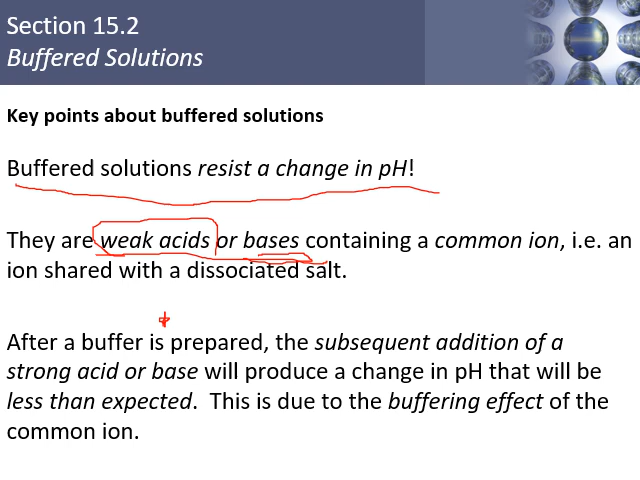 Section 15.2
Buffered Solutions
Key points about buffered solutions
Buffered solutions resist a change in pH!
They are weak acids or bases containing a common ion, i.e. an
ion shared with a dissociated salt.
After a buffer is prepared, the subsequent addition of a
strong acid or base will produce a change in pH that will be
less than expected. This is due to the buffering effect of the
common ion.